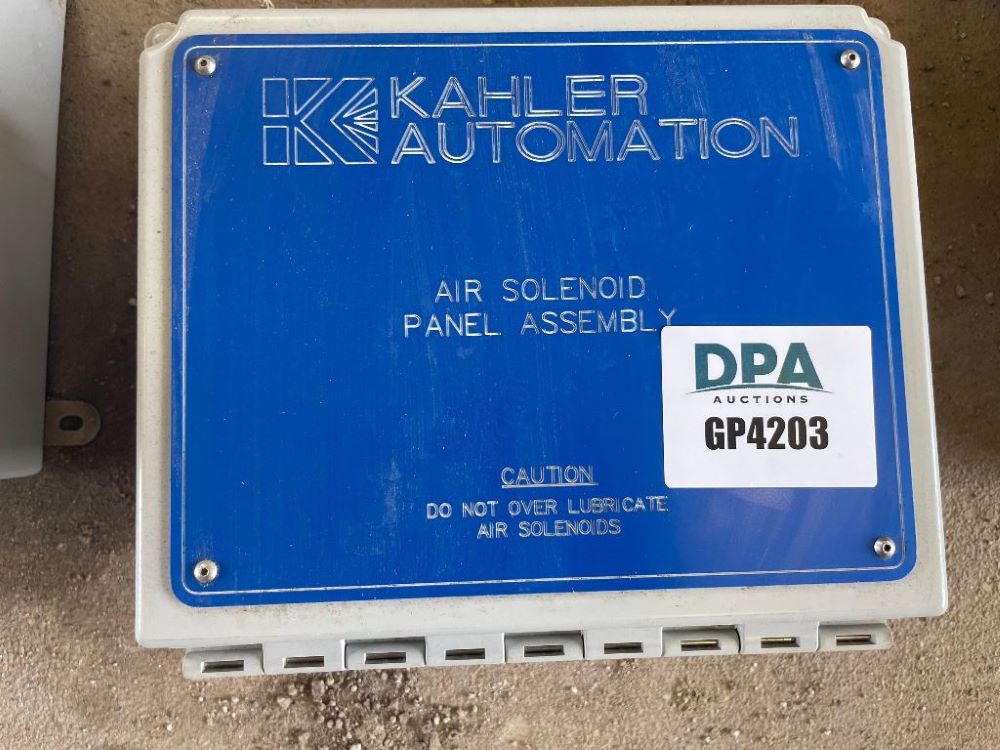 KAHLER
AUTOMATION
AIR SOLENOID
PANEL ASSEMBLY
DPA
AUCTIONS
GP4203
CAUTION
DO NOT OVER LUBRICATE
AIR SOLENOIDS